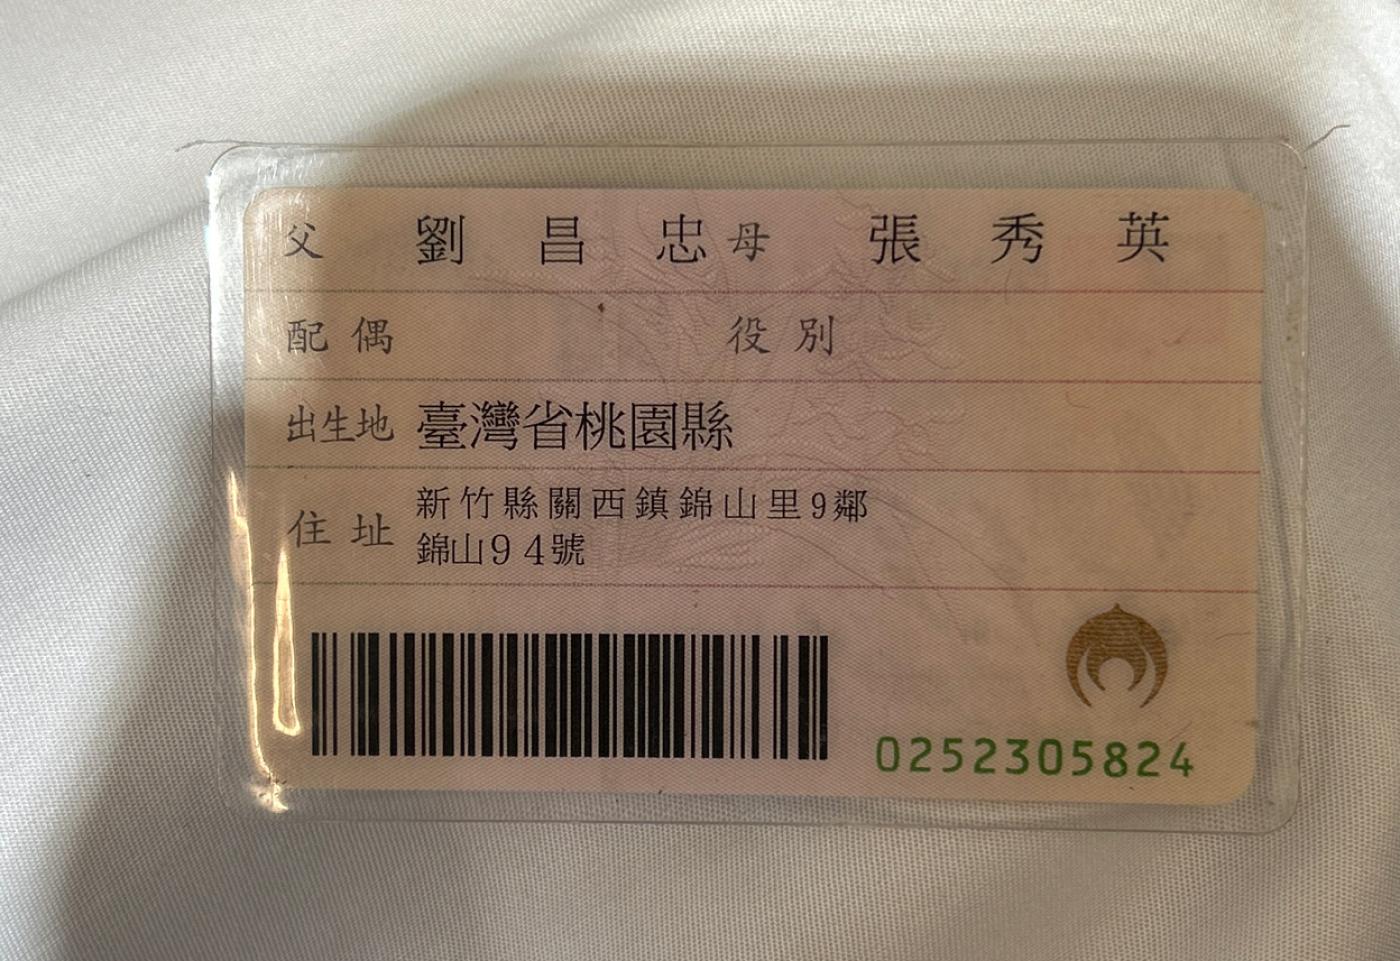 父 劉昌忠 母 張秀英
配偶 役別
出生地 臺灣省桃園縣
住址 新竹縣關西鎮錦山里9鄰
錦山94號
0252305824